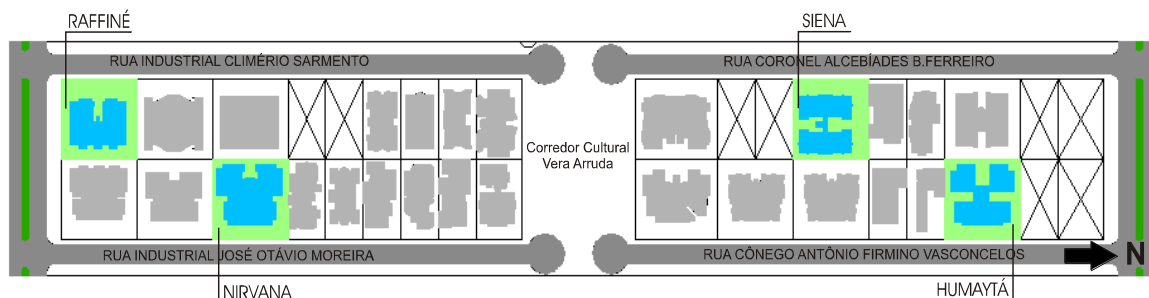 RAFFINÉ
SIENA
RUA INDUSTRIAL CLIMÉRIO SARMENTO
RUA CORONEL ALCEBÍADES B.FERREIRO
Corredor Cultural
Vera Arruda
RUA INDUSTRIAL JOSÉ OTÁVIO MOREIRA
RUA CÔNEGO ANTÔNIO FIRMINO VASCONCELOS
N
NIRVANA
HUMAYTÁ